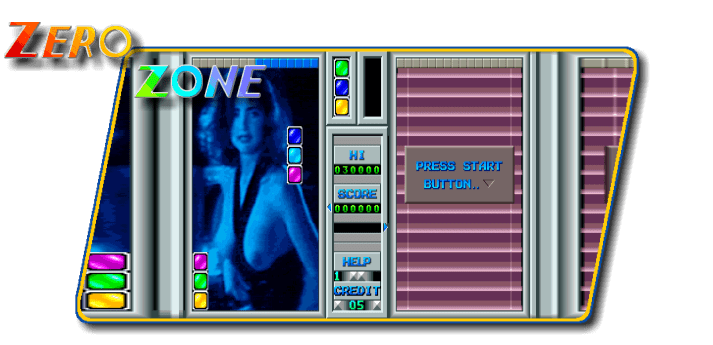 ZERO
ZONE
HI
030000
SCORE
000000
HELP
1
CREDIT
05
PRESS START
BUTTON..